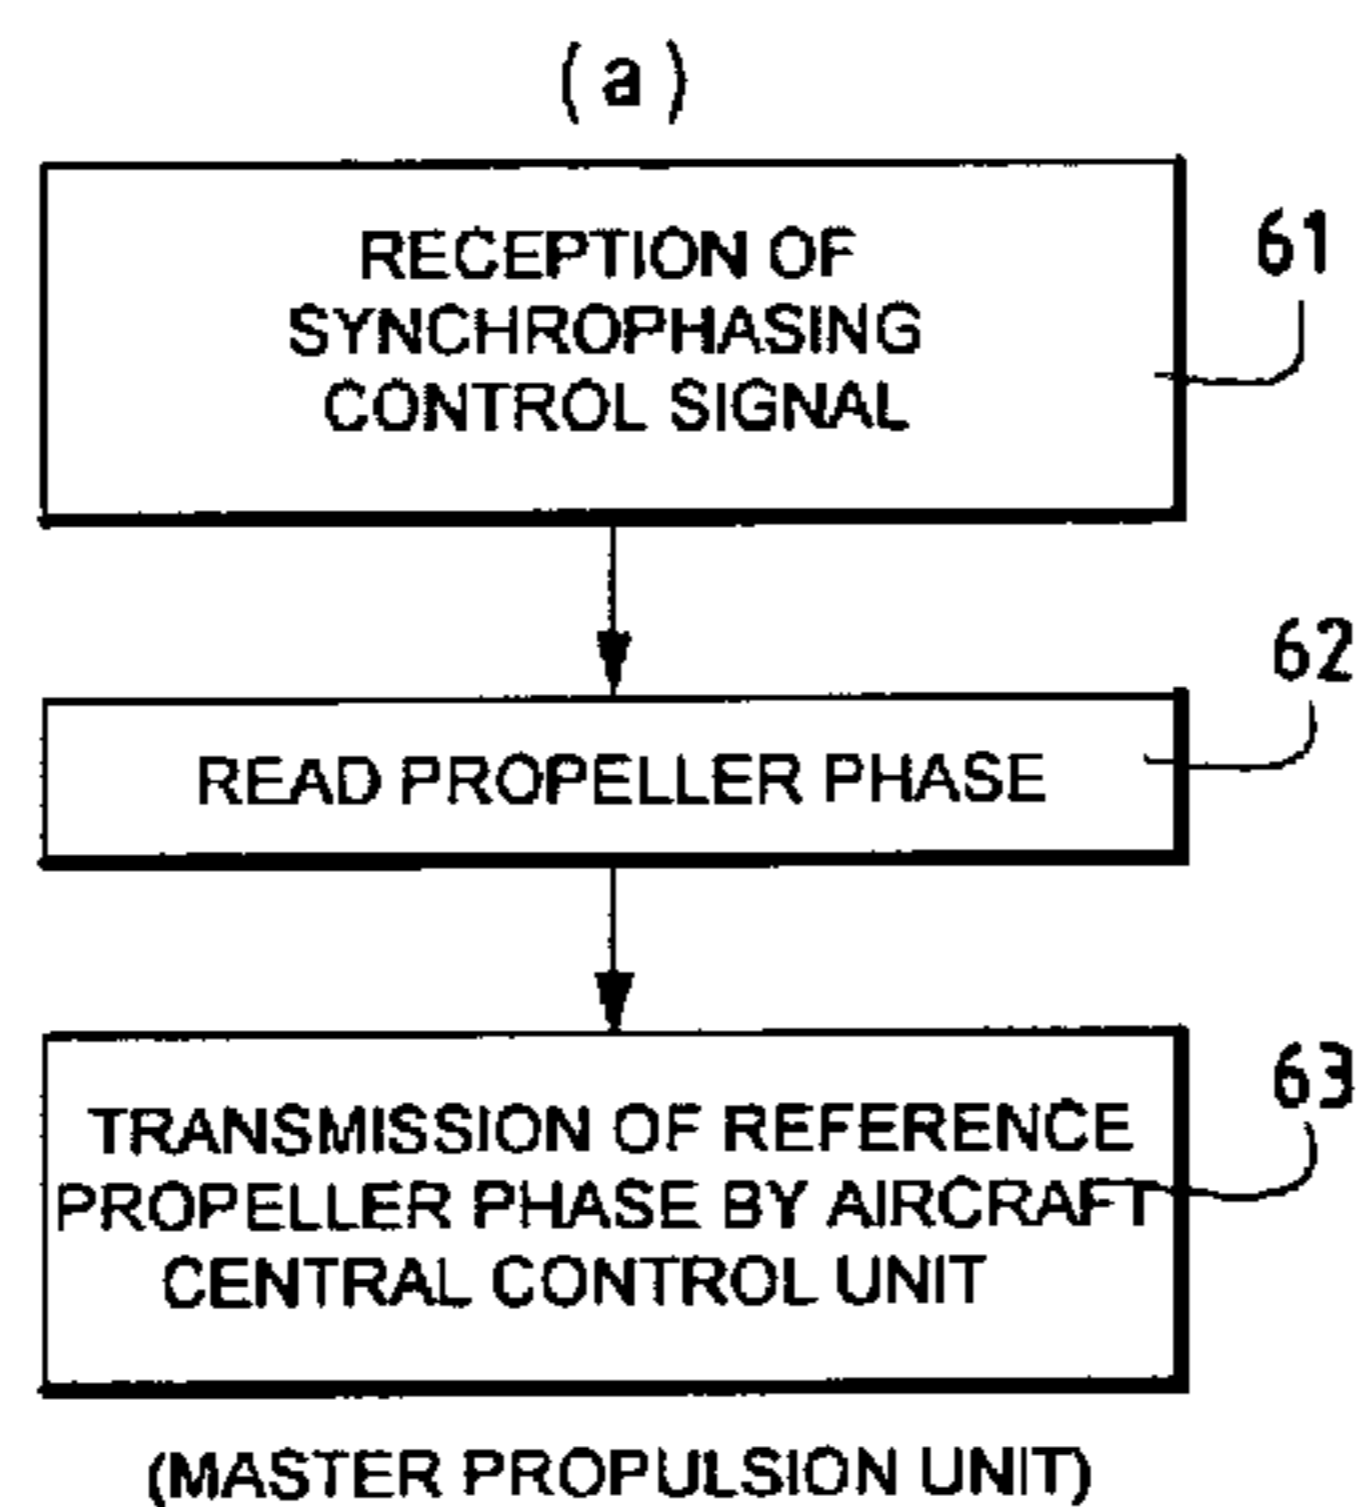 (a)
RECEPTION OF
SYNCHROPHASING
CONTROL SIGNAL
61
READ PROPELLER PHASE
62
TRANSMISSION OF REFERENCE
PROPELLER PHASE BY AIRCRAFT
CENTRAL CONTROL UNIT
63
(MASTER PROPULSION UNIT)